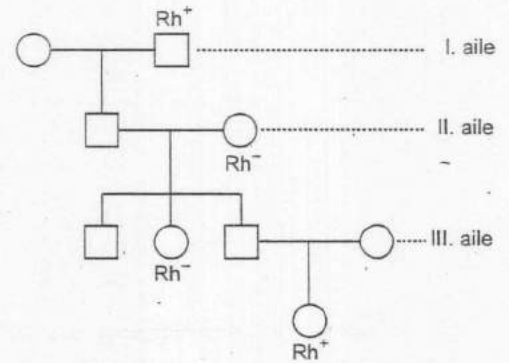 Rh+
I. aile
II. aile
Rh−
Rh−
III. aile
Rh+